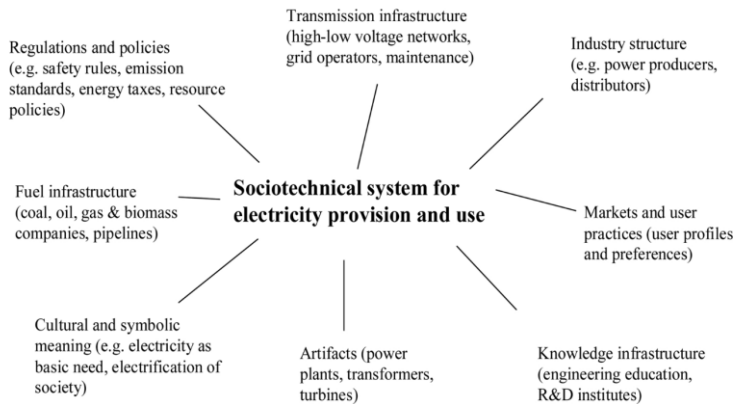 Transmission infrastructure
(high-low voltage networks,
grid operators, maintenance)
Regulations and policies
(e.g. safety rules, emission
standards, energy taxes, resource
policies)
Industry structure
(e.g. power producers,
distributors)
Fuel infrastructure
(coal, oil, gas & biomass
companies, pipelines)
Sociotechnical system for
electricity provision and use
Markets and user
practices (user profiles
and preferences)
Cultural and symbolic
meaning (e.g. electricity as
basic need, electrification of
society)
Artifacts (power
plants, transformers,
turbines)
Knowledge infrastructure
(engineering education,
R&D institutes)